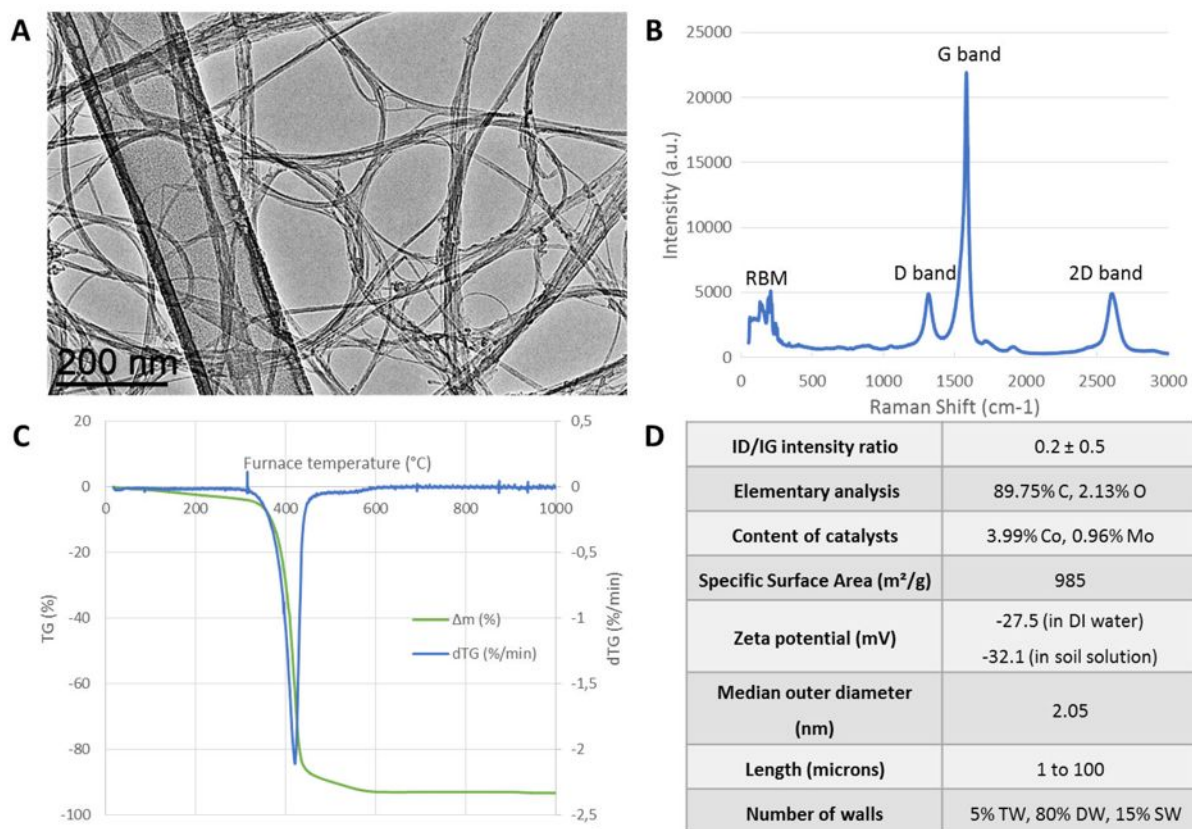 A
200 nm
B
G band
25000
20000
15000
10000
5000
0
Intensity (a.u.)
RBM
D band
2D band
0 500 1000 1500 2000 2500 3000
Raman Shift (cm-1)
C
20
0
-20
-40
-60
-80
-100
TG (%)
Furnace temperature (°C)
0 200 400 600 800 1000
Δm (%)
dTG (%/min)
0,5
0
-0,5
-1
-1,5
-2
-2,5
dTG (%/min)
D
ID/IG intensity ratio 0.2 ± 0.5
Elementary analysis 89.75% C, 2.13% O
Content of catalysts 3.99% Co, 0.96% Mo
Specific Surface Area (m²/g) 985
Zeta potential (mV) -27.5 (in DI water)
-32.1 (in soil solution)
Median outer diameter
(nm) 2.05
Length (microns) 1 to 100
Number of walls 5% TW, 80% DW, 15% SW